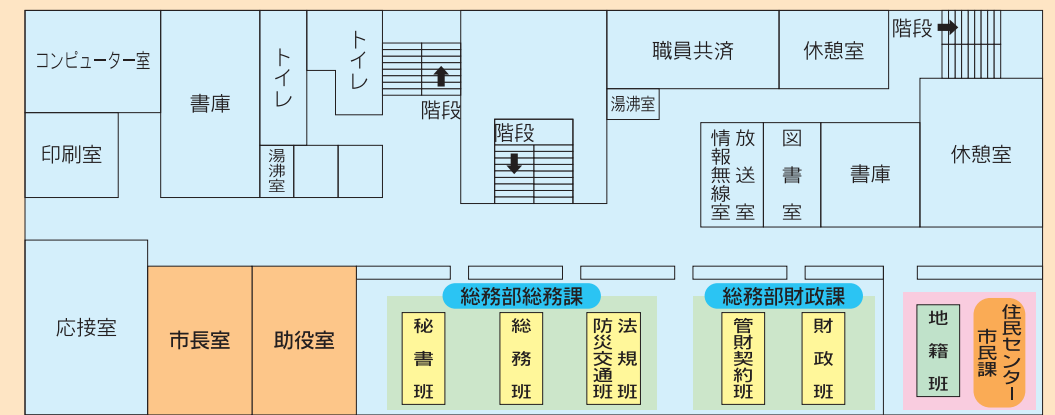 コンピューター室
書庫
トイレ
トイレ
階段
階段
職員共済
休憩室
階段
湯沸室
印刷室
湯沸室
放送室
情報無線室
図書室
書庫
休憩室
応接室
市長室
助役室
総務部総務課
秘書班
総務班
法規班
防災交通班
総務部財政課
管財契約班
財政班
地籍班
住民センター
市民課